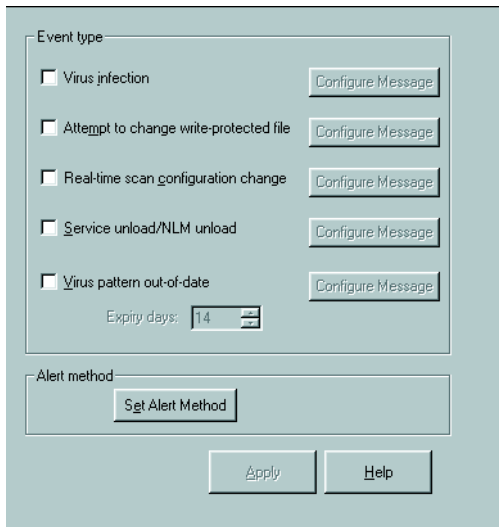 Event type
Virus infection
Configure Message
Attempt to change write-protected file
Configure Message
Real-time scan configuration change
Configure Message
Service unload/NLM unload
Configure Message
Virus pattern out-of-date
Configure Message
Expiry days: 14
Alert method
Set Alert Method
Apply
Help